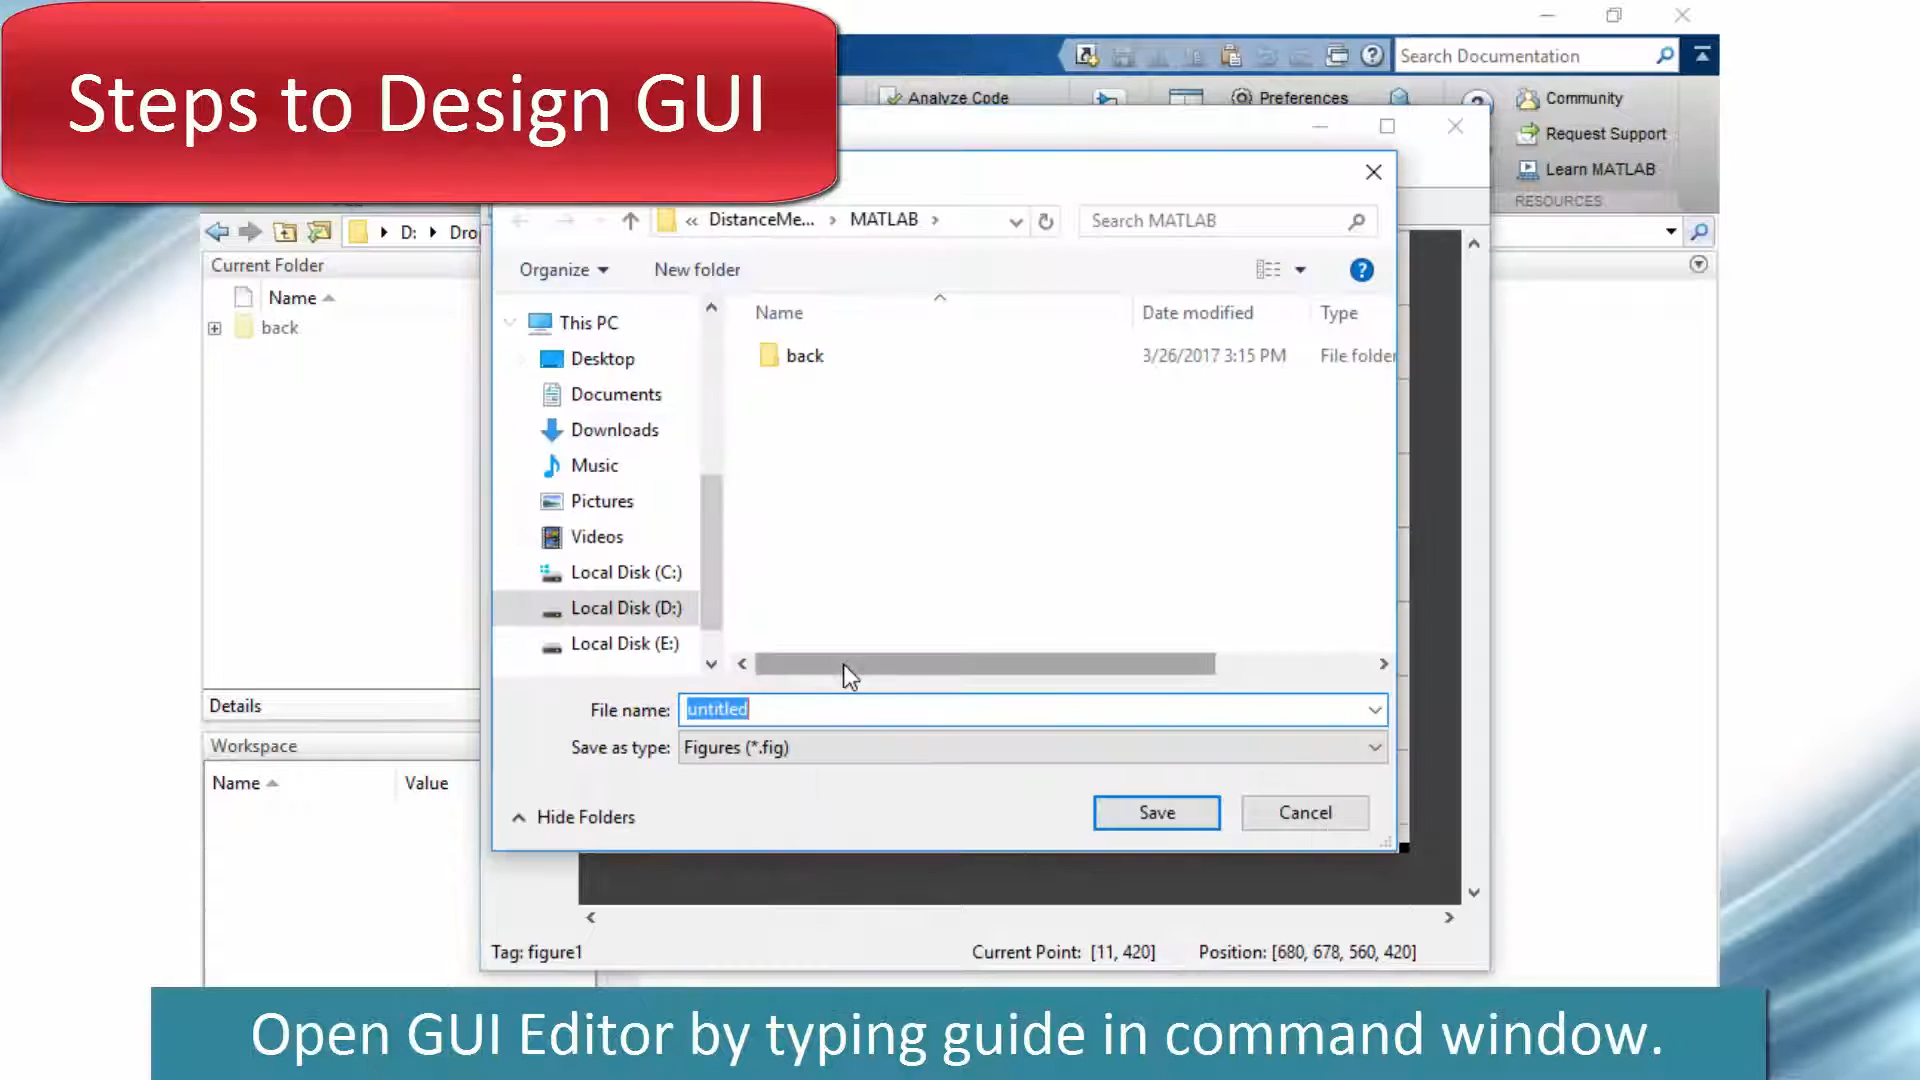 Steps to Design GUI
Search Documentation
Analyze Code
Preferences
Community
Request Support
Learn MATLAB
RESOURCES
« DistanceMe... › MATLAB ›
Search MATLAB
D:
Current Folder
Name
back
Organize
New folder
Name
Date modified
Type
back
3/26/2017 3:15 PM
File folder
This PC
Desktop
Documents
Downloads
Music
Pictures
Videos
Local Disk (C:)
Local Disk (D:)
Local Disk (E:)
Details
Workspace
Name
Value
File name: untitled
Save as type: Figures (*.fig)
Hide Folders
Save
Cancel
Tag: figure1
Current Point: [11, 420]
Position: [680, 678, 560, 420]
Open GUI Editor by typing guide in command window.